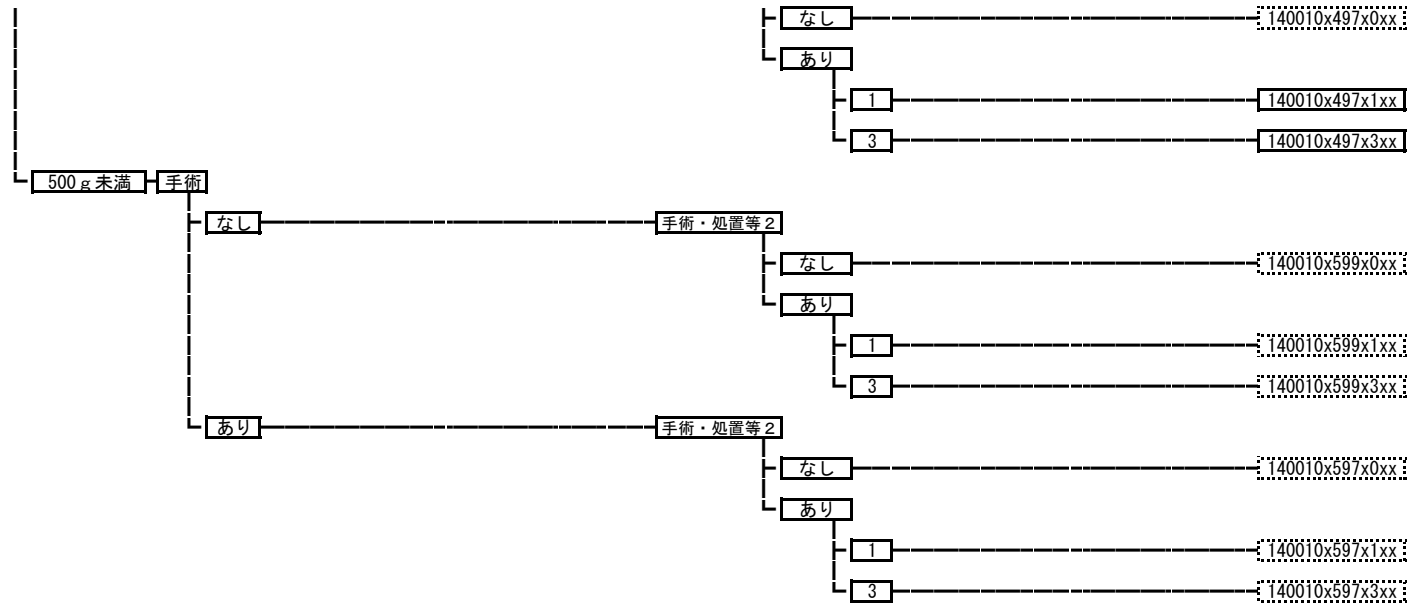 なし 140010x497x0xx
あり
1 140010x497x1xx
3 140010x497x3xx
500g未満 手術
なし 手術・処置等2
なし 140010x599x0xx
あり
1 140010x599x1xx
3 140010x599x3xx
あり 手術・処置等2
なし 140010x597x0xx
あり
1 140010x597x1xx
3 140010x597x3xx